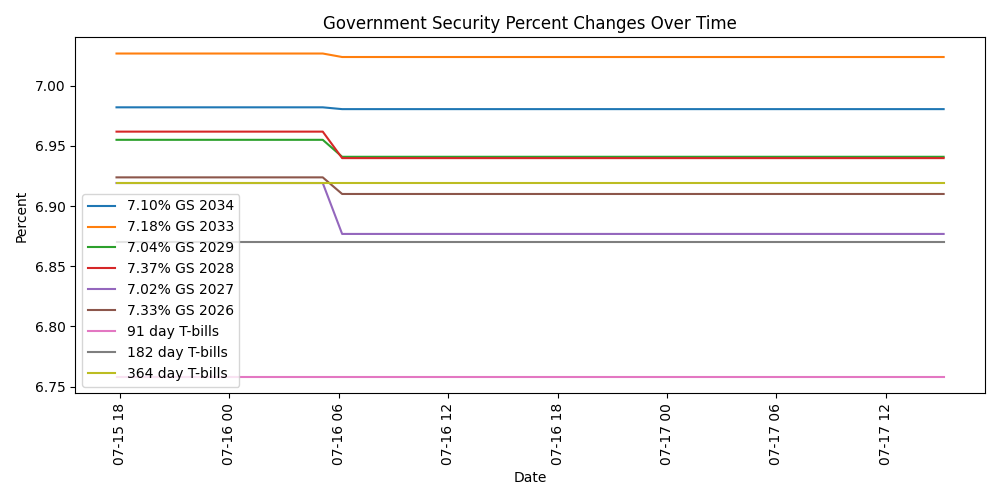 Government Security Percent Changes Over Time
Percent
7.00
6.95
6.90
6.85
6.80
6.75
7.10% GS 2034
7.18% GS 2033
7.04% GS 2029
7.37% GS 2028
7.02% GS 2027
7.33% GS 2026
91 day T-bills
182 day T-bills
364 day T-bills
07-15 18
07-16 00
07-16 06
07-16 12
07-16 18
07-17 00
07-17 06
07-17 12
Date